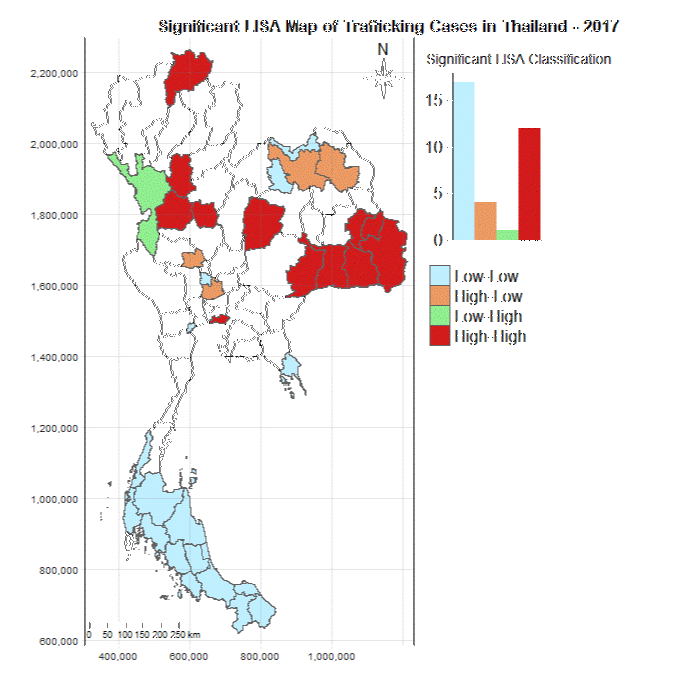 Significant LISA Map of Trafficking Cases in Thailand - 2017
N
2,200,000
2,000,000
1,800,000
1,600,000
1,400,000
1,200,000
1,000,000
800,000
600,000
0 50 100 150 200 250 km
400,000 600,000 800,000 1,000,000
Significant LISA Classification
15
10
5
0
Low-Low
High-Low
Low-High
High-High